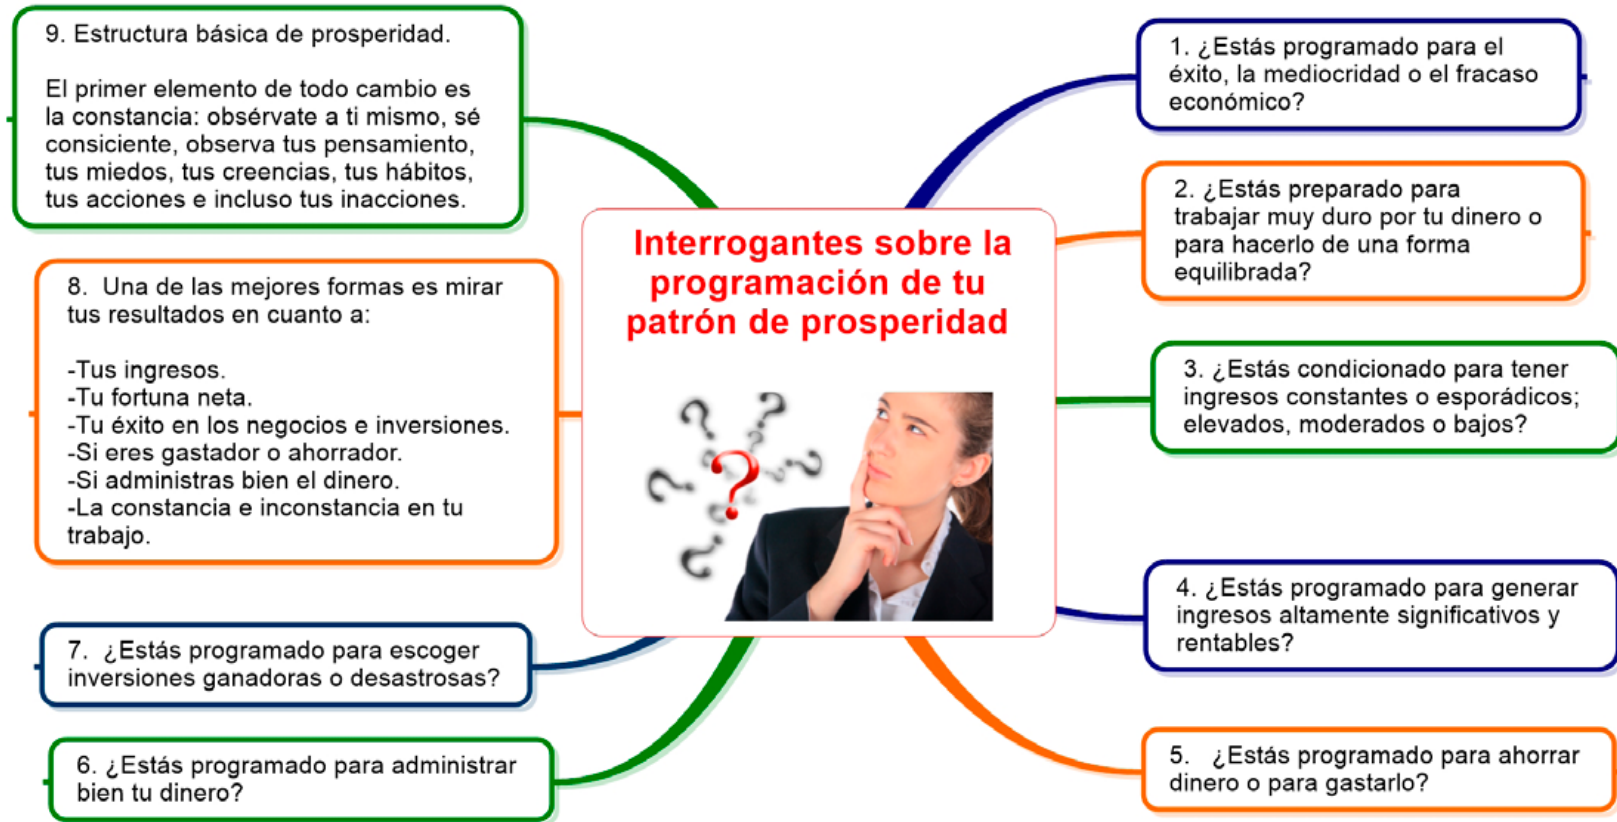 Interrogantes sobre la
programación de tu
patrón de prosperidad
1. ¿Estás programado para el
éxito, la mediocridad o el fracaso
económico?
2. ¿Estás preparado para
trabajar muy duro por tu dinero o
para hacerlo de una forma
equilibrada?
3. ¿Estás condicionado para tener
ingresos constantes o esporádicos;
elevados, moderados o bajos?
4. ¿Estás programado para generar
ingresos altamente significativos y
rentables?
5. ¿Estás programado para ahorrar
dinero o para gastarlo?
6. ¿Estás programado para administrar
bien tu dinero?
7. ¿Estás programado para escoger
inversiones ganadoras o desastrosas?
8. Una de las mejores formas es mirar
tus resultados en cuanto a:
-Tus ingresos.
-Tu fortuna neta.
-Tu éxito en los negocios e inversiones.
-Si eres gastador o ahorrador.
-Si administras bien el dinero.
-La constancia e inconstancia en tu
trabajo.
9. Estructura básica de prosperidad.
El primer elemento de todo cambio es
la constancia: obsérvate a ti mismo, sé
consiciente, observa tus pensamiento,
tus miedos, tus creencias, tus hábitos,
tus acciones e incluso tus inacciones.